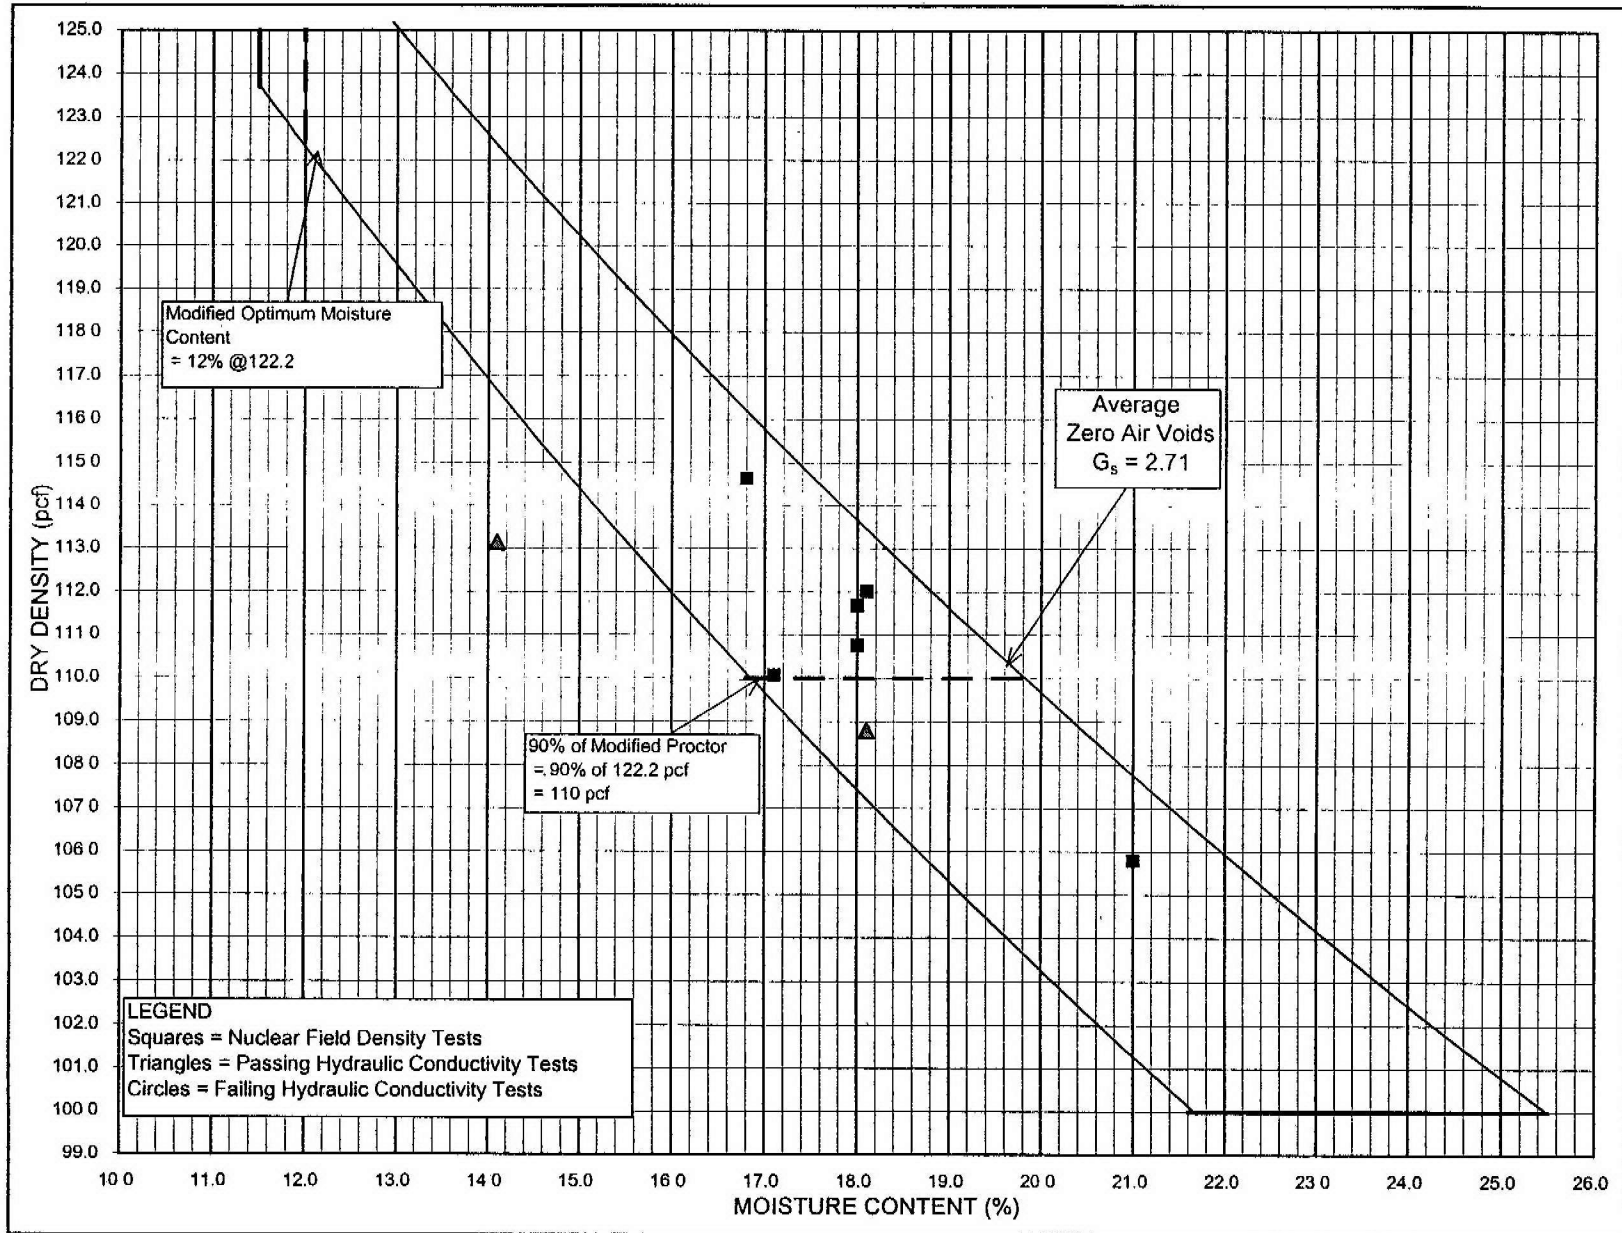 125.0
124.0
123.0
122.0
121.0
120.0
119.0
118 0
117.0
116 0
115 0
114 0
113.0
112 0
111 0
110.0
109.0
108 0
107.0
106 0
105 0
104 0
103.0
102 0
101 0
100 0
99.0
DRY DENSITY (pcf)
Modified Optimum Moisture
Content
= 12% @122.2
Average
Zero Air Voids
Gₛ = 2.71
90% of Modified Proctor
=.90% of 122.2 pcf
= 110 pcf
LEGEND
Squares = Nuclear Field Density Tests
Triangles = Passing Hydraulic Conductivity Tests
Circles = Failing Hydraulic Conductivity Tests
10 0 11.0 12.0 13.0 14 0 15.0 16 0 17.0 18.0 19.0 20 0 21.0 22.0 23 0 24.0 25.0 26.0
MOISTURE CONTENT (%)